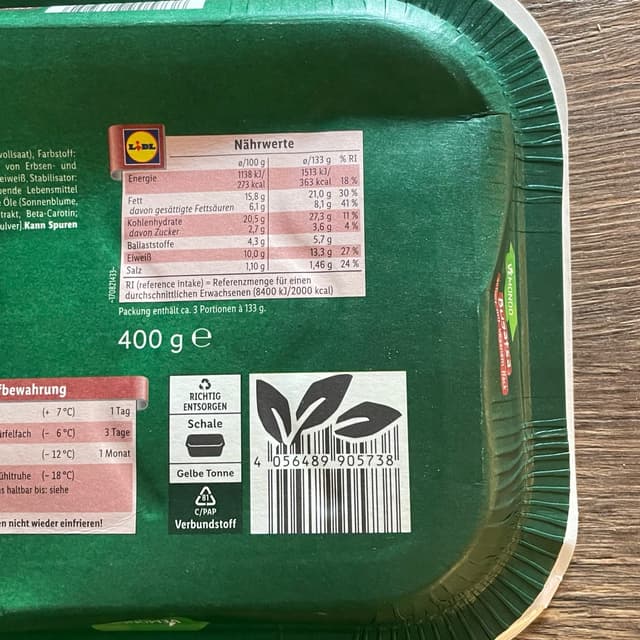 vollsaat), Farbstoff:
von Erbsen- und
eiweiß, Stabilisator:
Lebensmittel
Öle (Sonnenblume,
trakt, Beta-Carotin;
ulver].Kann Spuren
LIDL
Nährwerte
ø/100 g ø/133 g % RI
Energie 1138 kJ/ 1513 kJ/
273 kcal 363 kcal 18 %
Fett 15,8 g 21,0 g 30 %
davon gesättigte Fettsäuren 6,1 g 8,1 g 41 %
Kohlenhydrate 20,5 g 27,3 g 11 %
davon Zucker 2,7 g 3,6 g 4 %
Ballaststoffe 4,3 g 5,7 g
Eiweiß 10,0 g 13,3 g 27 %
Salz 1,10 g 1,46 g 24 %
RI (reference intake) = Referenzmenge für einen
durchschnittlichen Erwachsenen (8400 kJ/2000 kcal)
Packung enthält ca. 3 Portionen à 133 g.
400 g e
fbewahrung
(+ 7°C) 1 Tag
rfelfach (- 6°C) 3 Tage
(- 12°C) 1 Monat
ühltruhe (- 18°C)
s haltbar bis: siehe
n nicht wieder einfrieren!
RICHTIG
ENTSORGEN
Schale
Gelbe Tonne
81
C/PAP
Verbundstoff
4 056489 905738